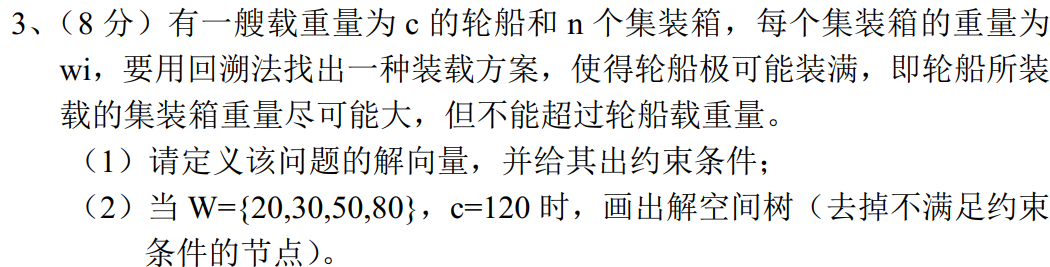 3、（8 分）有一艘载重量为 c 的轮船和 n 个集装箱，每个集装箱的重量为
wi，要用回溯法找出一种装载方案，使得轮船极可能装满，即轮船所装
载的集装箱重量尽可能大，但不能超过轮船载重量。
（1）请定义该问题的解向量，并给其出约束条件；
（2）当 W={20,30,50,80}，c=120 时，画出解空间树（去掉不满足约束
条件的节点）。